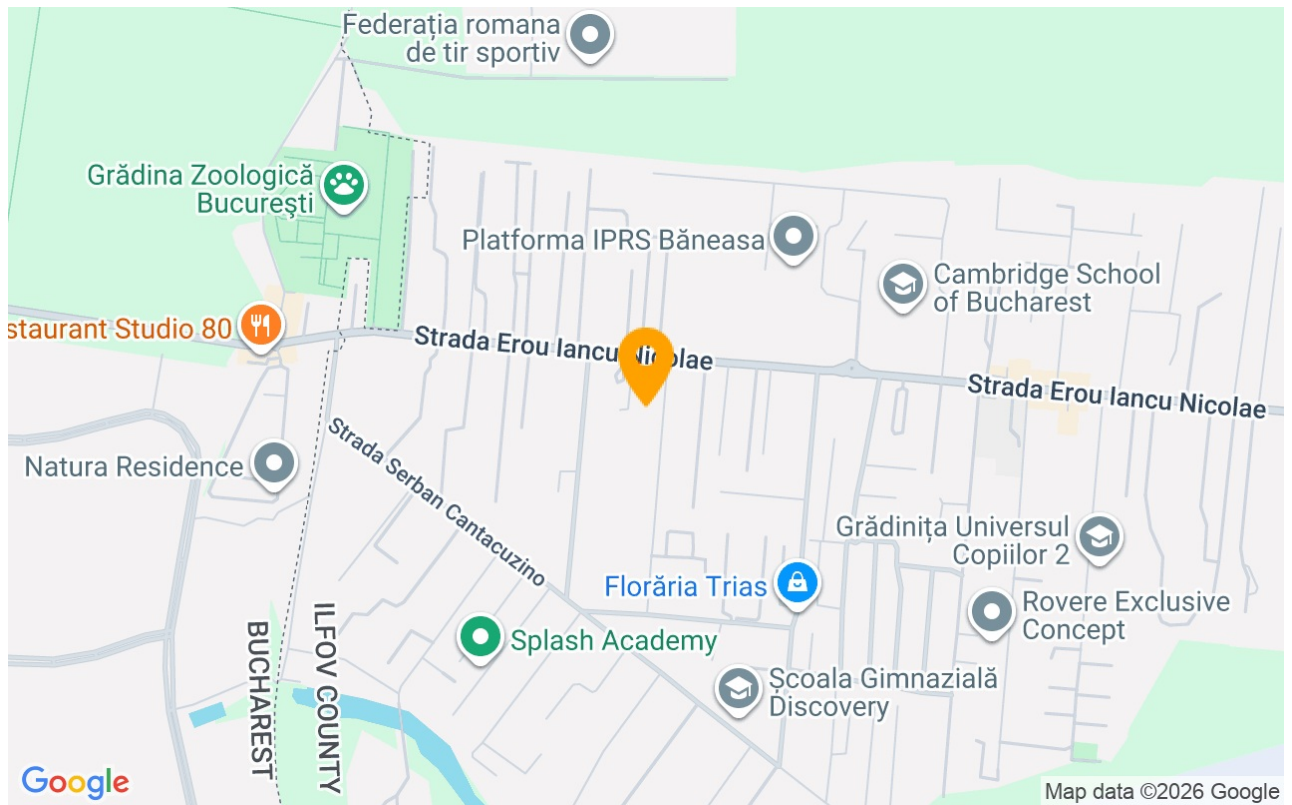 Federația romana
de tir sportiv
Grădina Zoologică
București
Platforma IPRS Băneasa
Cambridge School
of Bucharest
staurant Studio 80
Strada Erou Iancu Nicolae
Strada Erou Iancu Nicolae
Strada Serban Cantacuzino
Natura Residence
Grădinița Universul
Copiilor 2
Florăria Trias
Rovere Exclusive
Concept
Splash Academy
Școala Gimnazială
Discovery
BUCHAREST
ILFOV COUNTY
Google
Map data ©2026 Google